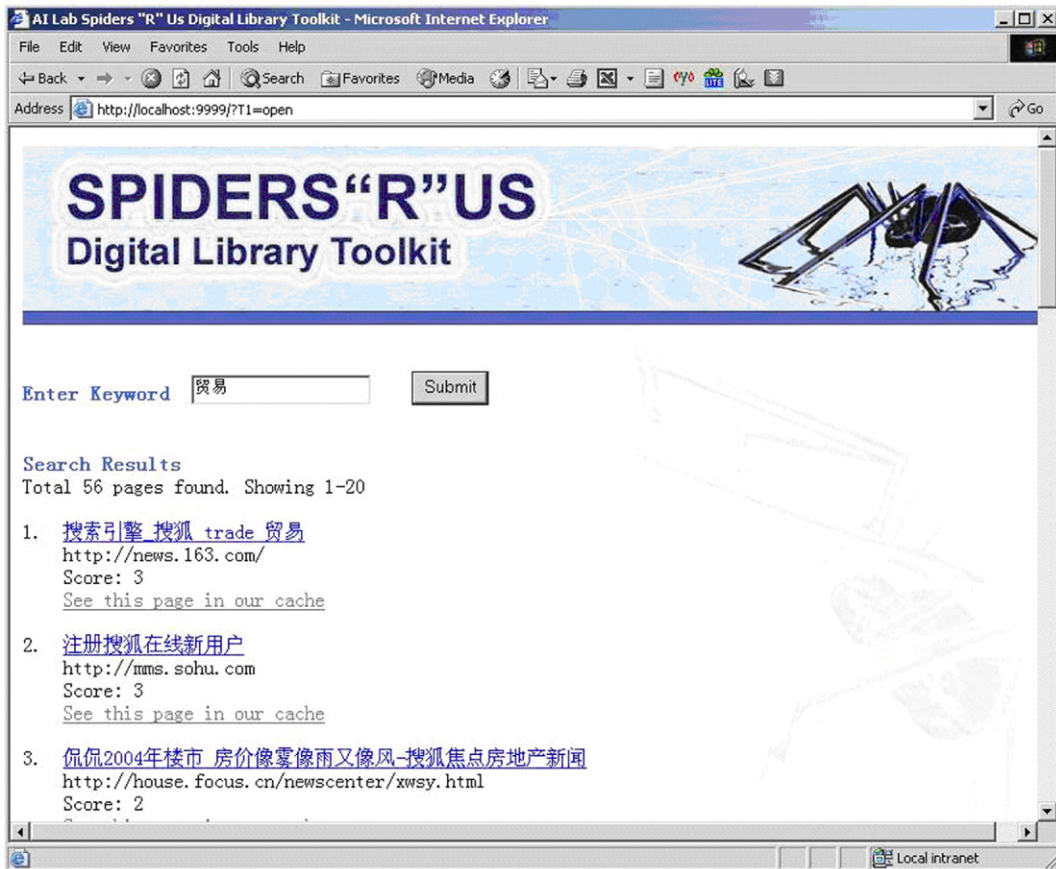 AI Lab Spiders "R" Us Digital Library Toolkit - Microsoft Internet Explorer
File Edit View Favorites Tools Help
Back Search Favorites Media
Address http://localhost:9999/?T1=open Go
SPIDERS“R”US
Digital Library Toolkit
Enter Keyword 贸易 Submit
Search Results
Total 56 pages found. Showing 1-20
1. 搜索引擎_搜狐 trade 贸易
http://news.163.com/
Score: 3
See this page in our cache
2. 注册搜狐在线新用户
http://mms.sohu.com
Score: 3
See this page in our cache
3. 侃侃2004年楼市 房价像雾像雨又像风-搜狐焦点房地产新闻
http://house.focus.cn/newscenter/xwsy.html
Score: 2
Local intranet